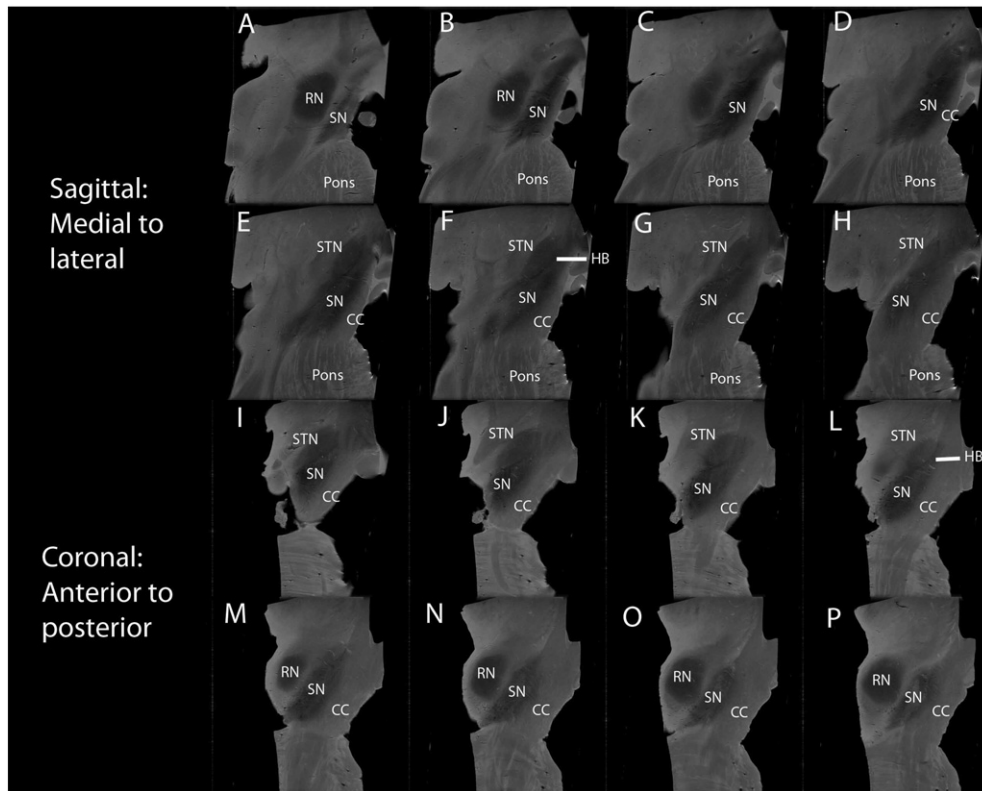 A B C D
RN RN SN
SN SN CC
Pons Pons Pons
Sagittal:
Medial to
lateral
E F G H
STN STN STN STN
HB
SN SN SN SN
CC CC CC CC
Pons Pons Pons
I J K L
STN STN STN STN
HB
SN SN SN SN
CC CC CC CC
Coronal:
Anterior to
posterior
M N O P
RN RN RN RN
SN SN SN SN
CC CC CC CC